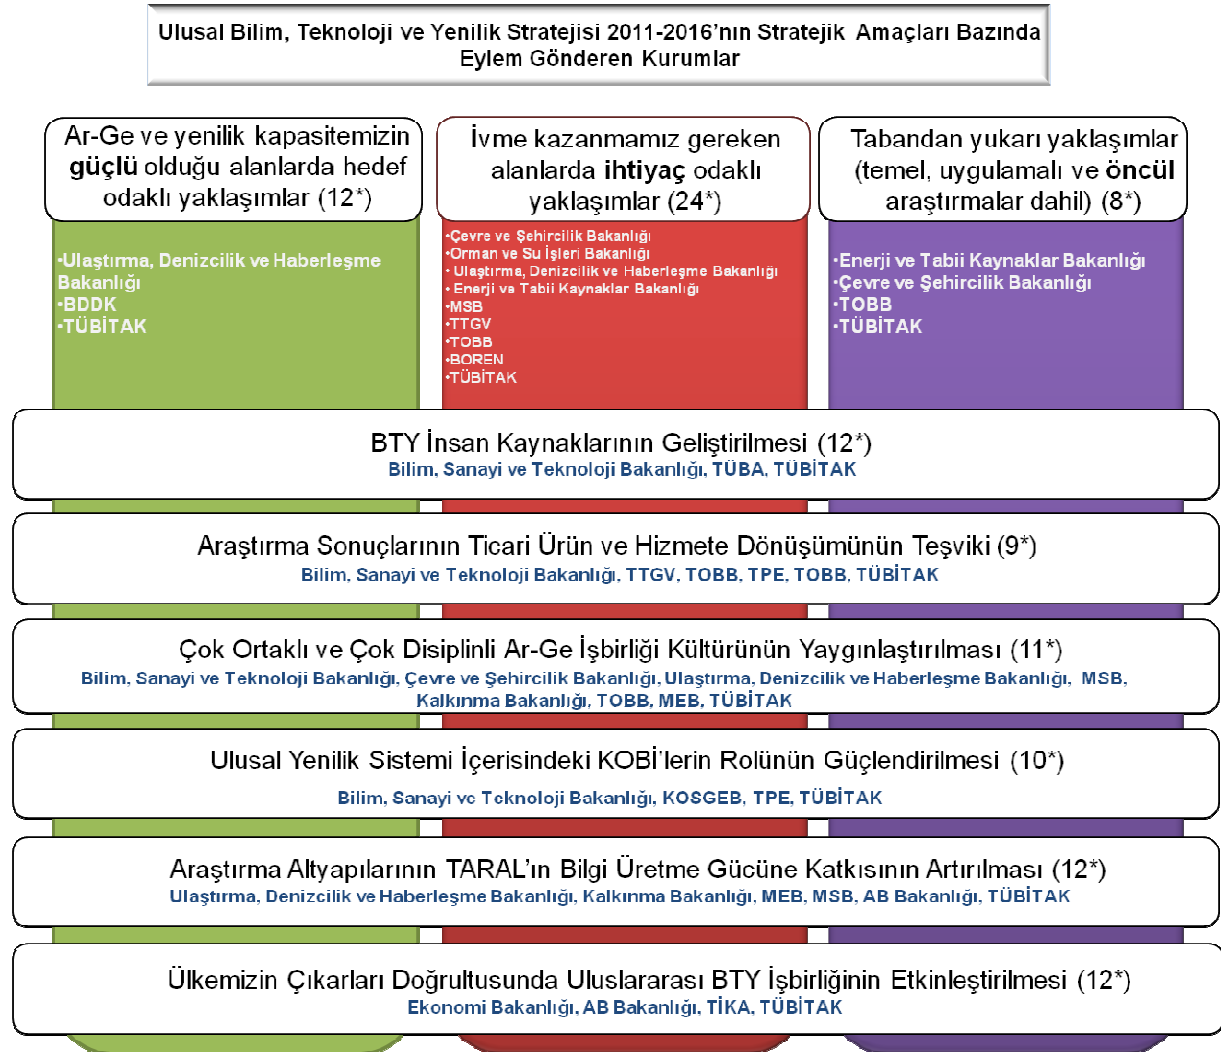 Ulusal Bilim, Teknoloji ve Yenilik Stratejisi 2011-2016’nın Stratejik Amaçları Bazında
Eylem Gönderen Kurumlar
Ar-Ge ve yenilik kapasitemizin
güçlü olduğu alanlarda hedef
odaklı yaklaşımlar (12*)
•Ulaştırma, Denizcilik ve Haberleşme
Bakanlığı
•BDDK
•TÜBİTAK
İvme kazanmamız gereken
alanlarda ihtiyaç odaklı
yaklaşımlar (24*)
•Çevre ve Şehircilik Bakanlığı
•Orman ve Su İşleri Bakanlığı
• Ulaştırma, Denizcilik ve Haberleşme Bakanlığı
• Enerji ve Tabii Kaynaklar Bakanlığı
•MSB
•TTGV
•TOBB
•BOREN
•TÜBİTAK
Tabandan yukarı yaklaşımlar
(temel, uygulamalı ve öncül
araştırmalar dahil) (8*)
•Enerji ve Tabii Kaynaklar Bakanlığı
•Çevre ve Şehircilik Bakanlığı
•TOBB
•TÜBİTAK
BTY İnsan Kaynaklarının Geliştirilmesi (12*)
Bilim, Sanayi ve Teknoloji Bakanlığı, TÜBA, TÜBİTAK
Araştırma Sonuçlarının Ticari Ürün ve Hizmete Dönüşümünün Teşviki (9*)
Bilim, Sanayi ve Teknoloji Bakanlığı, TTGV, TOBB, TPE, TOBB, TÜBİTAK
Çok Ortaklı ve Çok Disiplinli Ar-Ge İşbirliği Kültürünün Yaygınlaştırılması (11*)
Bilim, Sanayi ve Teknoloji Bakanlığı, Çevre ve Şehircilik Bakanlığı, Ulaştırma, Denizcilik ve Haberleşme Bakanlığı, MSB,
Kalkınma Bakanlığı, TOBB, MEB, TÜBİTAK
Ulusal Yenilik Sistemi İçerisindeki KOBİ’lerin Rolünün Güçlendirilmesi (10*)
Bilim, Sanayi ve Teknoloji Bakanlığı, KOSGEB, TPE, TÜBİTAK
Araştırma Altyapılarının TARAL’ın Bilgi Üretme Gücüne Katkısının Artırılması (12*)
Ulaştırma, Denizcilik ve Haberleşme Bakanlığı, Kalkınma Bakanlığı, MEB, MSB, AB Bakanlığı, TÜBİTAK
Ülkemizin Çıkarları Doğrultusunda Uluslararası BTY İşbirliğinin Etkinleştirilmesi (12*)
Ekonomi Bakanlığı, AB Bakanlığı, TİKA, TÜBİTAK